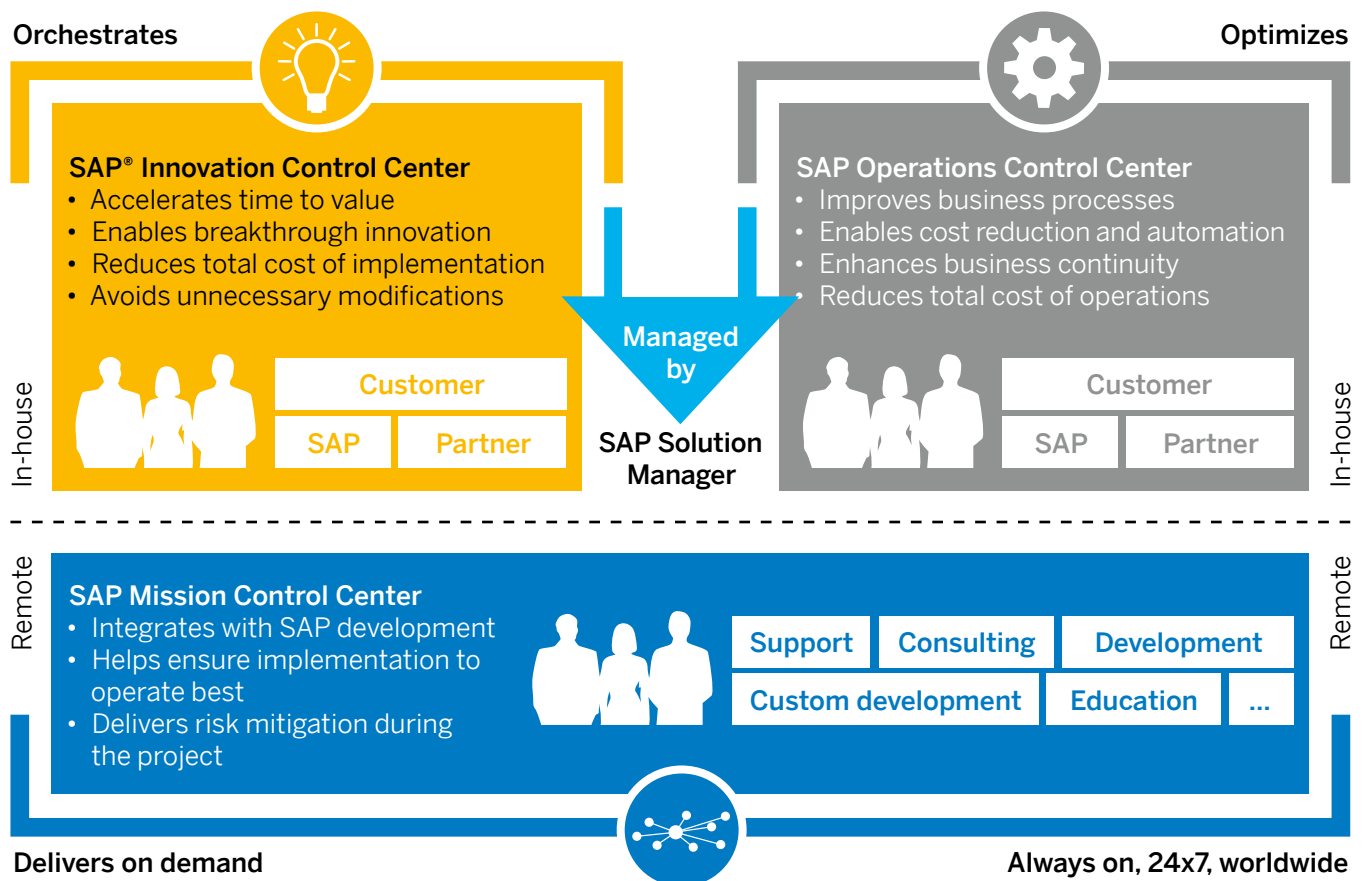 Orchestrates
Optimizes
SAP® Innovation Control Center
• Accelerates time to value
• Enables breakthrough innovation
• Reduces total cost of implementation
• Avoids unnecessary modifications
Customer
SAP
Partner
In-house
Managed
by
SAP Solution
Manager
SAP Operations Control Center
• Improves business processes
• Enables cost reduction and automation
• Enhances business continuity
• Reduces total cost of operations
Customer
SAP
Partner
In-house
Remote
SAP Mission Control Center
• Integrates with SAP development
• Helps ensure implementation to
operate best
• Delivers risk mitigation during
the project
Support
Consulting
Development
Custom development
Education
...
Remote
Delivers on demand
Always on, 24x7, worldwide